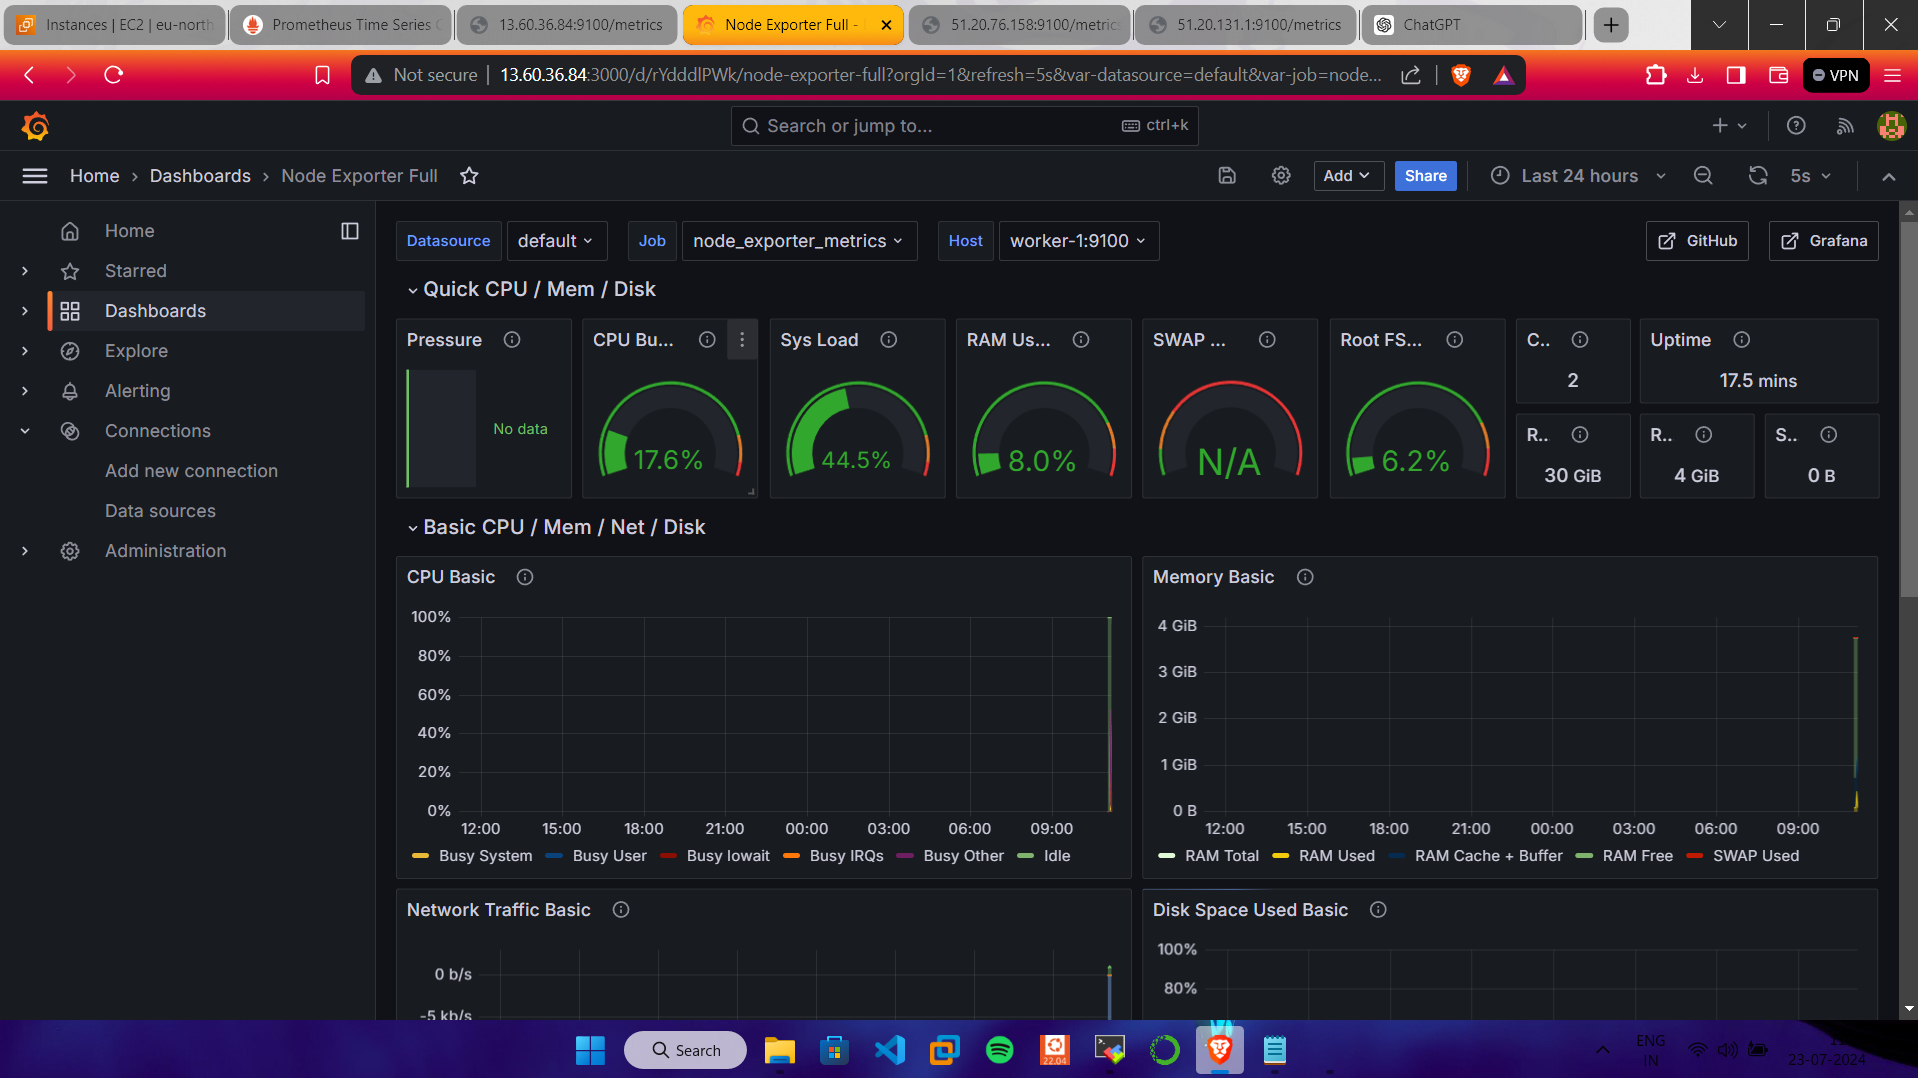 Instances | EC2 | eu-north
Prometheus Time Series C
13.60.36.84:9100/metrics
Node Exporter Full -
51.20.76.158:9100/metrics
51.20.131.1:9100/metrics
ChatGPT
Not secure
13.60.36.84:3000/d/rYdddlPWk/node-exporter-full?orgId=1&refresh=5s&var-datasource=default&var-job=node...
VPN
Search or jump to...
ctrl+k
Home
Dashboards
Node Exporter Full
Add
Share
Last 24 hours
5s
Home
Starred
Dashboards
Explore
Alerting
Connections
Add new connection
Data sources
Administration
Datasource
default
Job
node_exporter_metrics
Host
worker-1:9100
GitHub
Grafana
Quick CPU / Mem / Disk
Pressure
No data
CPU Bu...
17.6%
Sys Load
44.5%
RAM Us...
8.0%
SWAP ...
N/A
Root FS...
6.2%
C..
2
Uptime
17.5 mins
R..
30 GiB
R..
4 GiB
S..
0 B
Basic CPU / Mem / Net / Disk
CPU Basic
100%
80%
60%
40%
20%
0%
12:00 15:00 18:00 21:00 00:00 03:00 06:00 09:00
Busy System Busy User Busy Iowait Busy IRQs Busy Other Idle
Memory Basic
4 GiB
3 GiB
2 GiB
1 GiB
0 B
12:00 15:00 18:00 21:00 00:00 03:00 06:00 09:00
RAM Total RAM Used RAM Cache + Buffer RAM Free SWAP Used
Network Traffic Basic
0 b/s
-5 kb/s
Disk Space Used Basic
100%
80%
Search
22.04
ENG
IN
23-07-2024